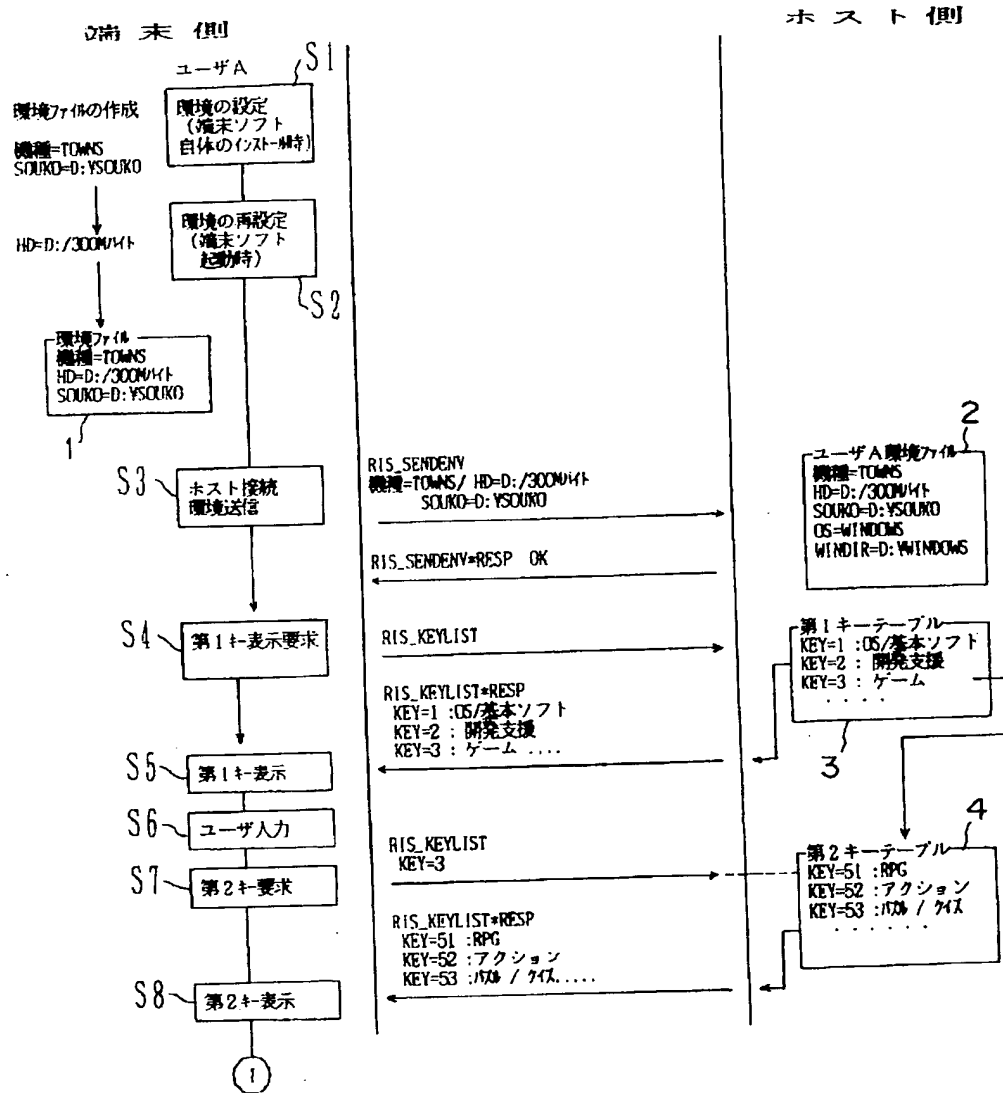 端末側
ホスト側
ユーザA
S1
環境ファイルの作成
機種=TOWNS
SOUKO=D:¥SOUKO
HD=D:/300Mバイト
環境の設定
(端末ソフト
自体のインストール時)
環境の再設定
(端末ソフト
起動時)
S2
環境ファイル
機種=TOWNS
HD=D:/300Mバイト
SOUKO=D:¥SOUKO
1
S3
ホスト接続
環境送信
RIS_SENDENV
機種=TOWNS/ HD=D:/300Mバイト
SOUKO=D:¥SOUKO
RIS_SENDENV*RESP OK
2
ユーザA環境ファイル
機種=TOWNS
HD=D:/300Mバイト
SOUKO=D:¥SOUKO
OS=WINDOWS
WINDIR=D:¥WINDOWS
S4
第1キー表示要求
RIS_KEYLIST
RIS_KEYLIST*RESP
KEY=1 :OS/基本ソフト
KEY=2 : 開発支援
KEY=3 : ゲーム ....
第1キーテーブル
KEY=1 :OS/基本ソフト
KEY=2 : 開発支援
KEY=3 : ゲーム
....
3
S5
第1キー表示
S6
ユーザ入力
S7
第2キー要求
RIS_KEYLIST
KEY=3
RIS_KEYLIST*RESP
KEY=51 :RPG
KEY=52 :アクション
KEY=53 :パズル / クイズ.....
4
第2キーテーブル
KEY=51 :RPG
KEY=52 :アクション
KEY=53 :パズル / クイズ
......
S8
第2キー表示
1